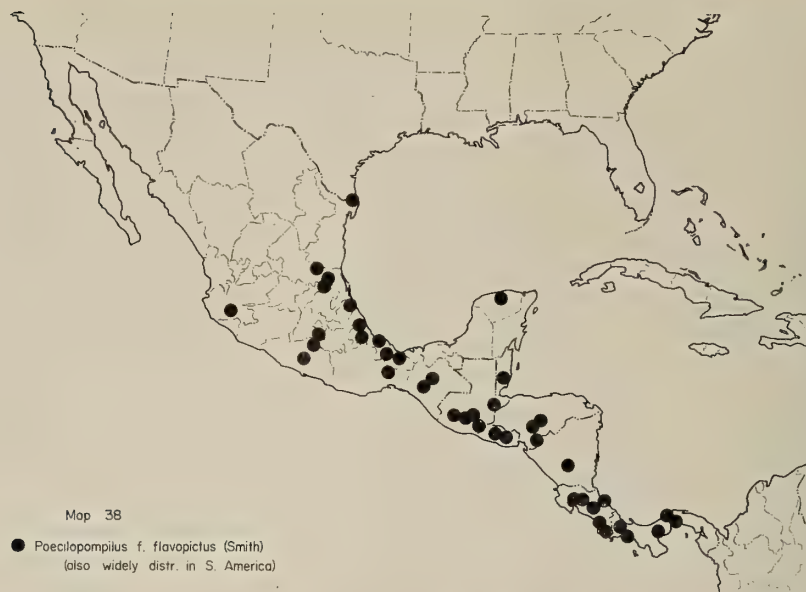 Map 38
Poecilopompilus f. flavopictus (Smith)
(also widely distr. in S. America)